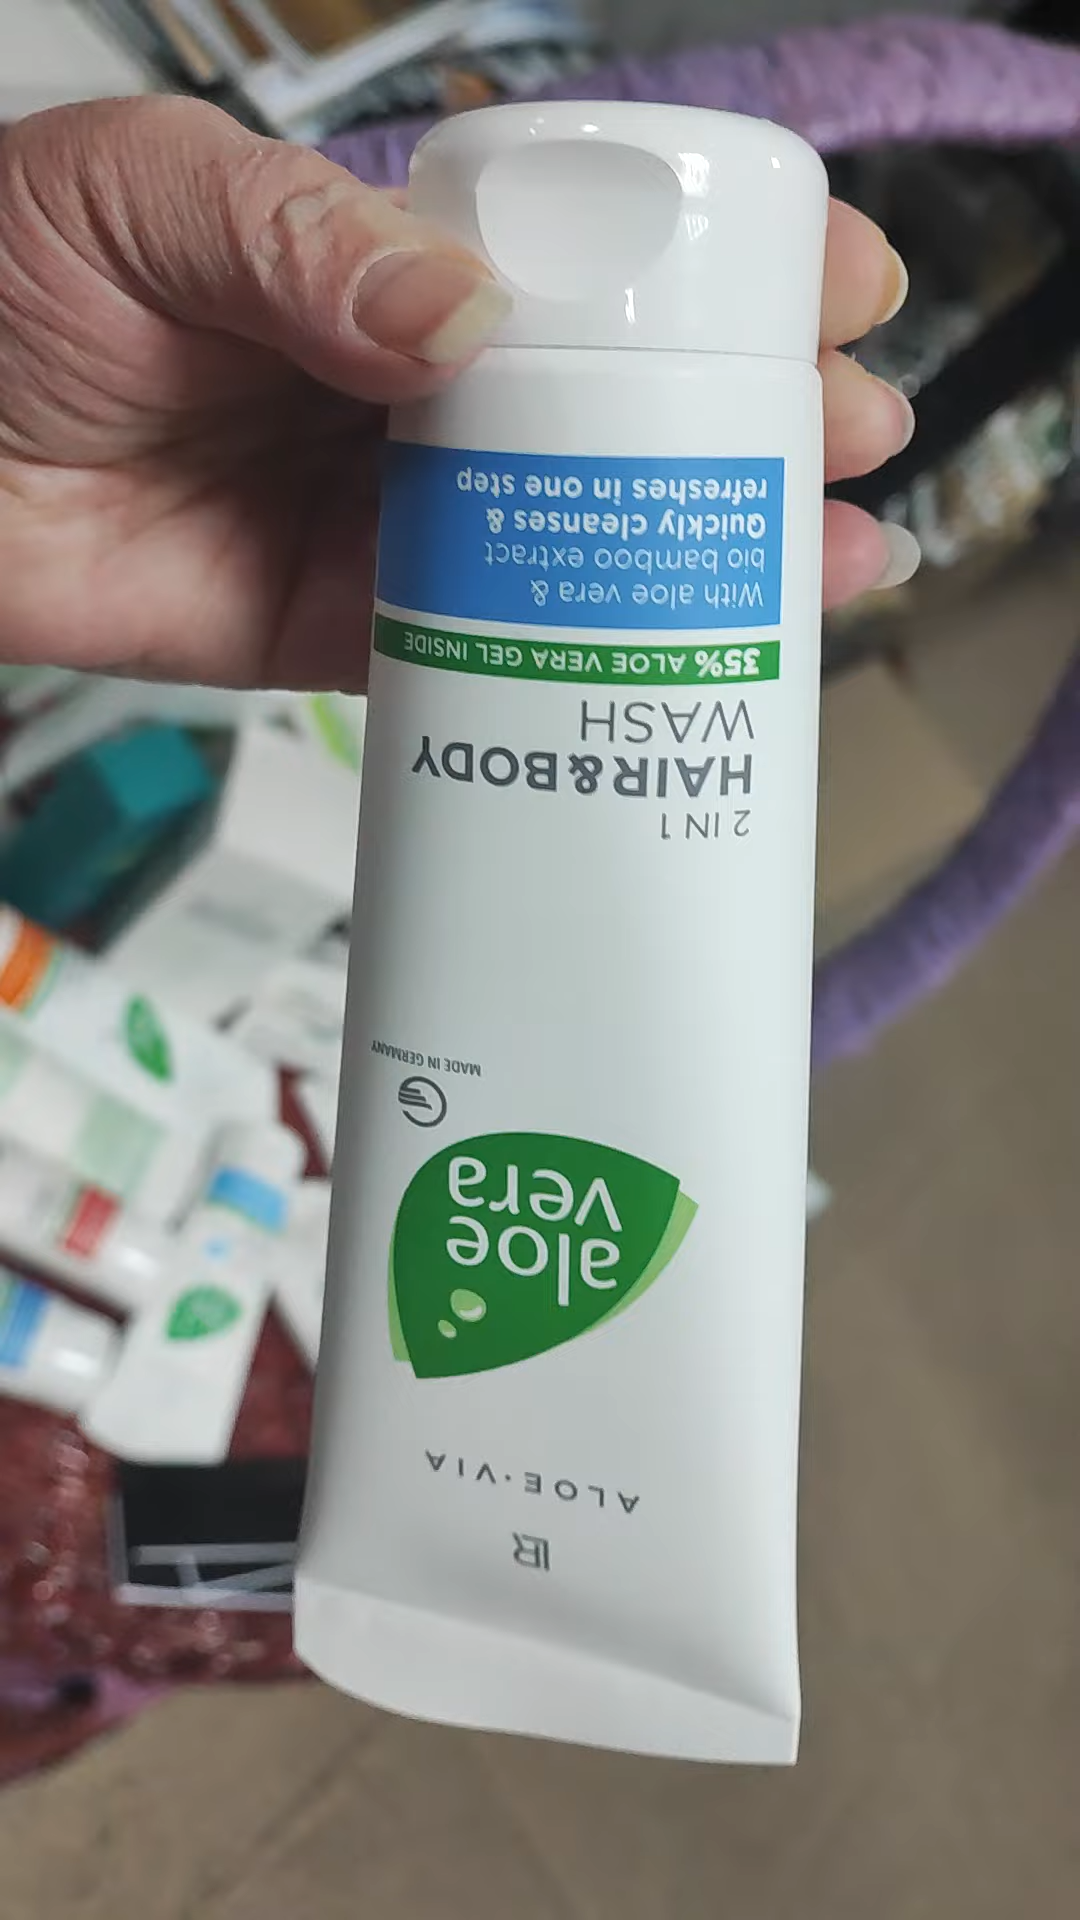 LR
ALOE·VIA
aloe
vera
MADE IN GERMANY
2 IN 1
HAIR&BODY
WASH
35% ALOE VERA GEL INSIDE
With aloe vera &
bio bamboo extract
Quickly cleanses &
refreshes in one step